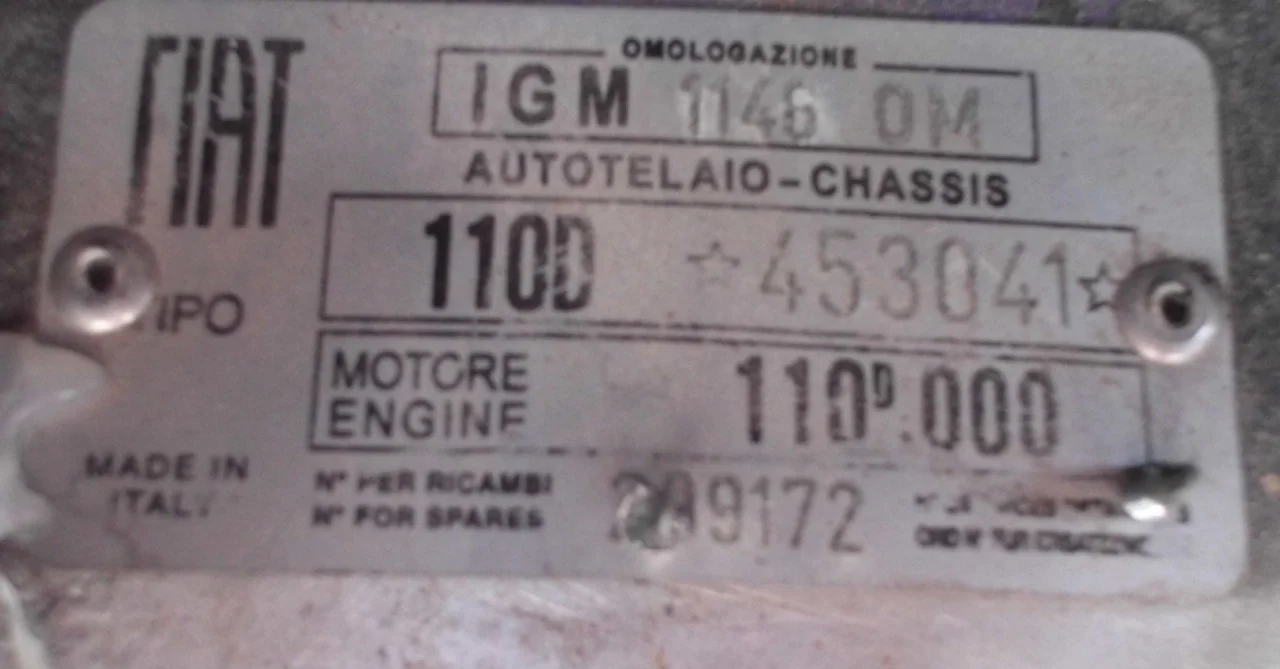 FIAT
OMOLOGAZIONE
IGM 1146 OM
AUTOTELAIO-CHASSIS
TIPO 110D ☆453041☆
MOTORE
ENGINE
110D.000
MADE IN
ITALY
N° PER RICAMBI
N° FOR SPARES